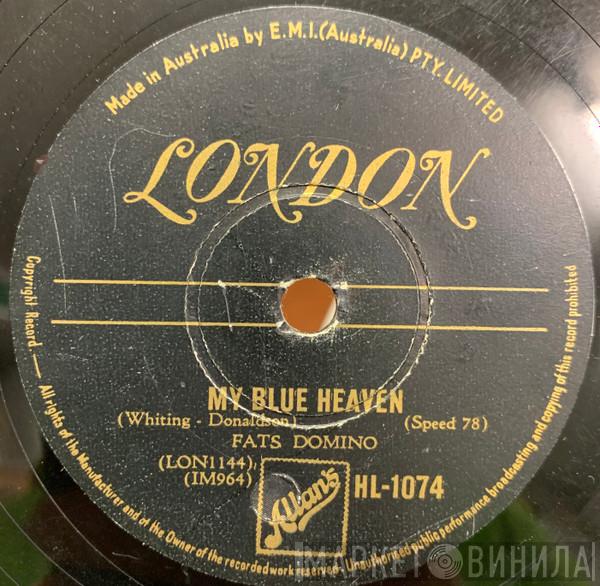 Made in Australia by E.M.I.(Australia) PTY. LIMITED
LONDON
MY BLUE HEAVEN
(Whiting - Donaldson) (Speed 78)
FATS DOMINO
(LON1144)
(IM964)
Allan's
HL-1074
Copyright Record — All rights of the Manufacturer and of the Owner of the recorded work reserved. Unauthorised public performance broadcasting and copying of this record prohibited
МАРКЕТ ВИНИЛА